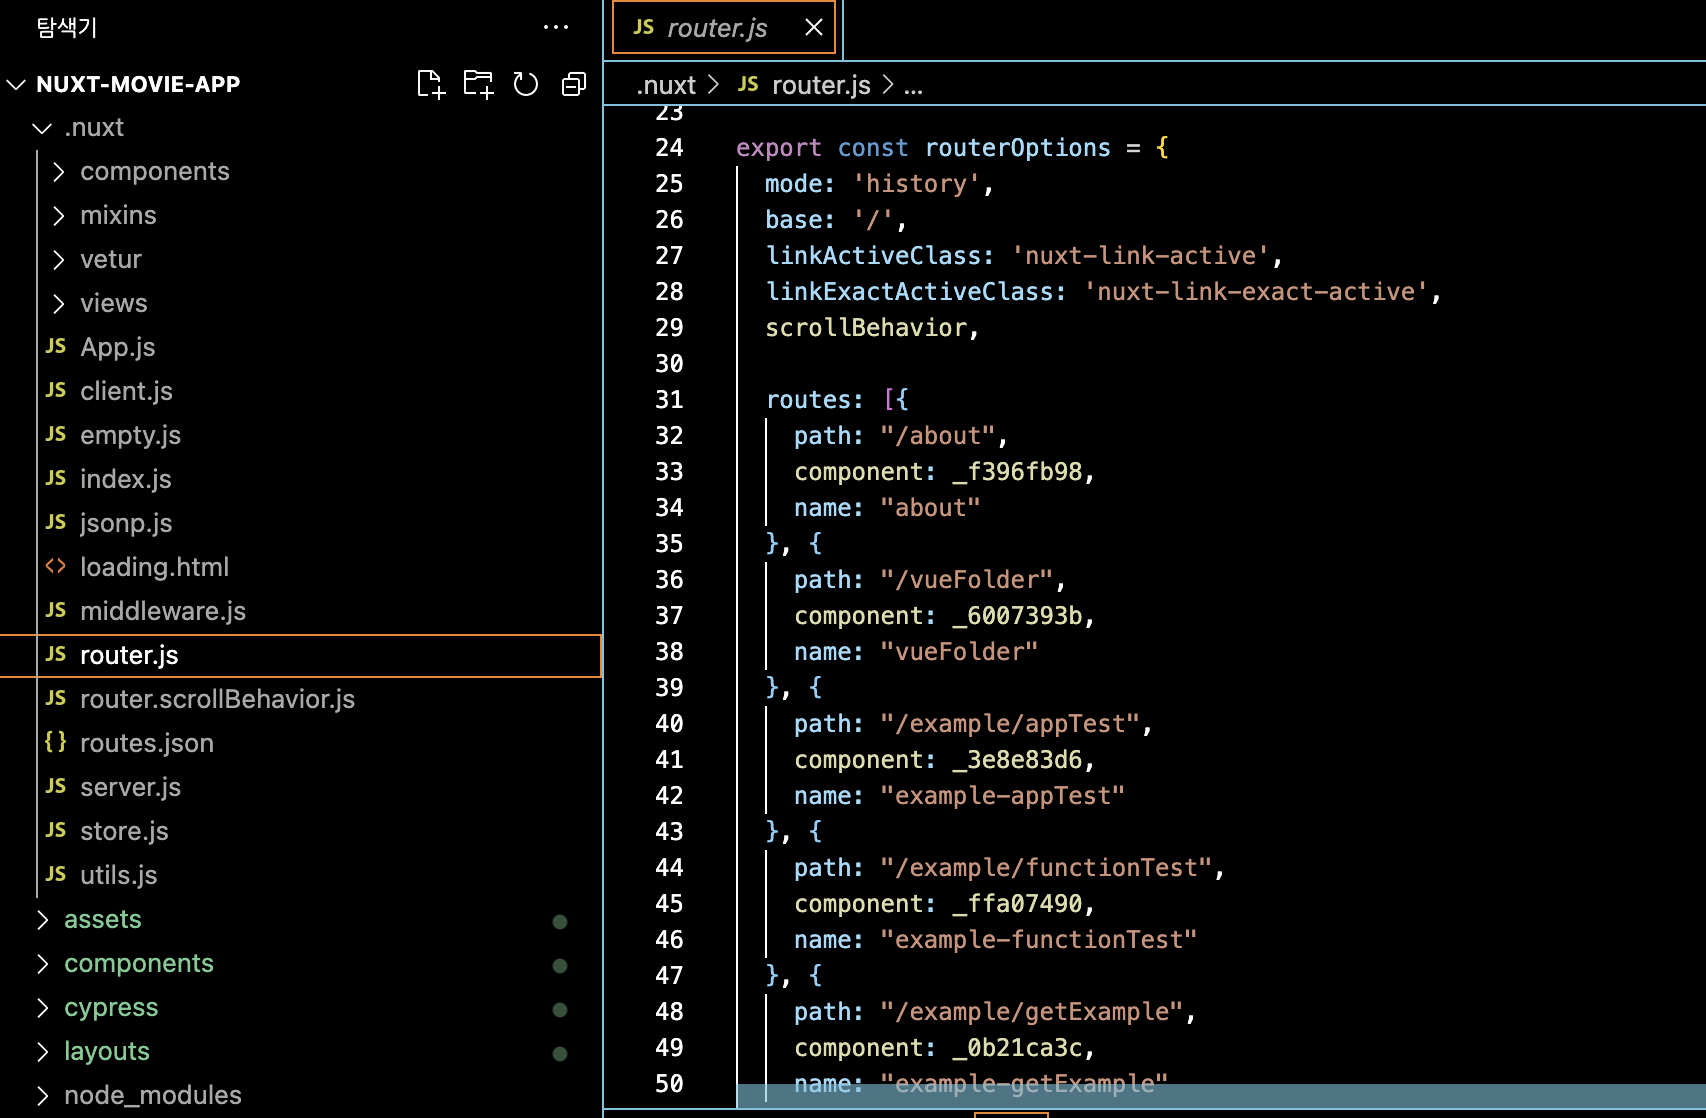 탐색기 ...
NUXT-MOVIE-APP
.nuxt
components
mixins
vetur
views
JS App.js
JS client.js
JS empty.js
JS index.js
JS jsonp.js
<> loading.html
JS middleware.js
JS router.js
JS router.scrollBehavior.js
{} routes.json
JS server.js
JS store.js
JS utils.js
assets
components
cypress
layouts
node_modules
JS router.js
.nuxt > JS router.js > ...
23
24 export const routerOptions = {
25 mode: 'history',
26 base: '/',
27 linkActiveClass: 'nuxt-link-active',
28 linkExactActiveClass: 'nuxt-link-exact-active',
29 scrollBehavior,
30
31 routes: [{
32 path: "/about",
33 component: _f396fb98,
34 name: "about"
35 }, {
36 path: "/vueFolder",
37 component: _6007393b,
38 name: "vueFolder"
39 }, {
40 path: "/example/appTest",
41 component: _3e8e83d6,
42 name: "example-appTest"
43 }, {
44 path: "/example/functionTest",
45 component: _ffa07490,
46 name: "example-functionTest"
47 }, {
48 path: "/example/getExample",
49 component: _0b21ca3c,
50 name: "example-getExample"